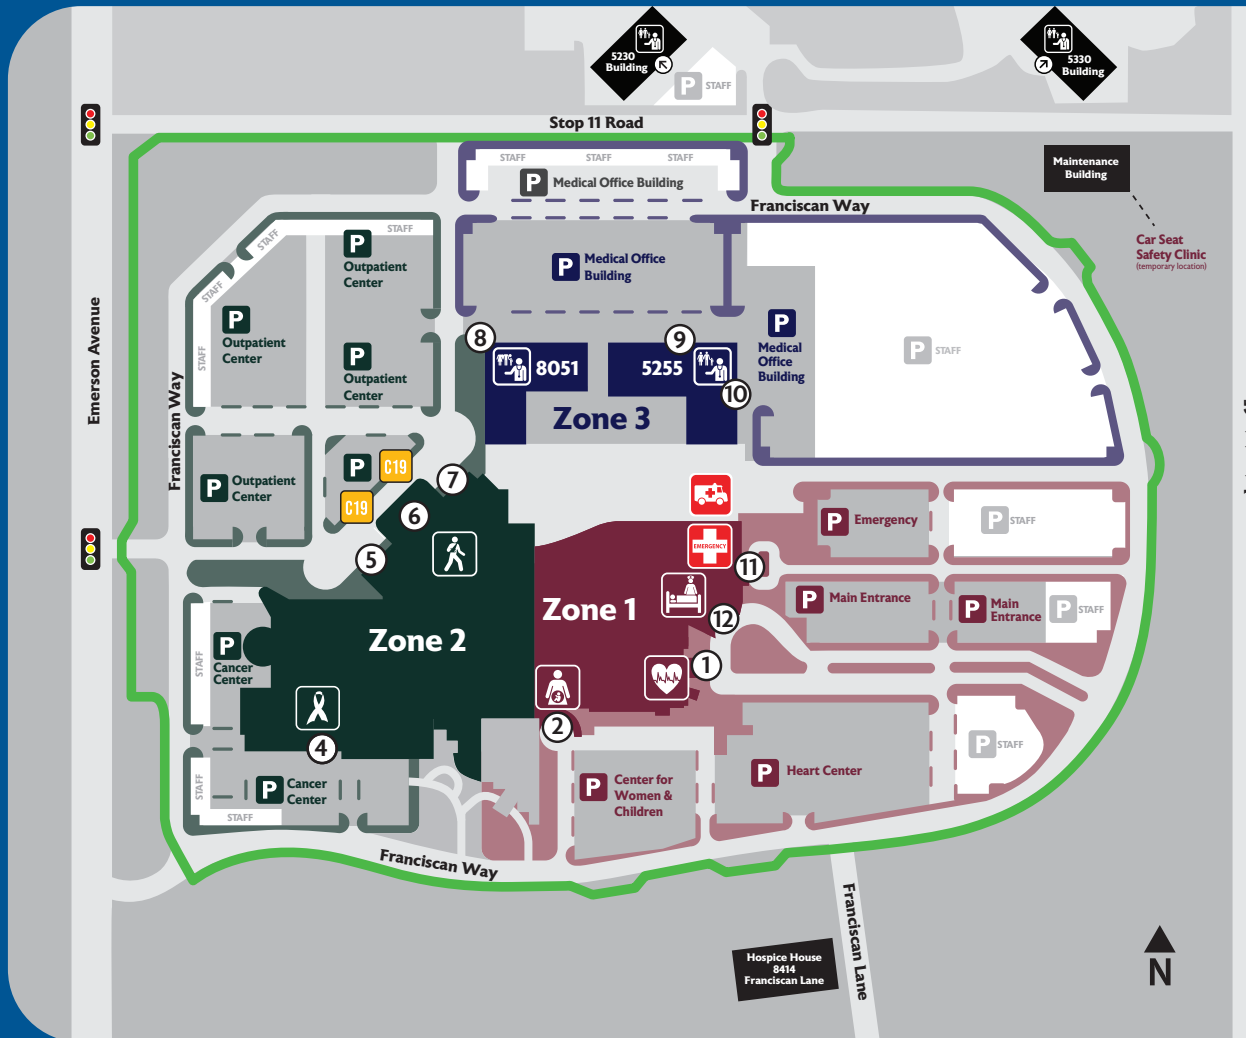 5230
Building
5330
Building
P STAFF
Stop 11 Road
Maintenance
Building
STAFF STAFF STAFF
P Medical Office Building
Franciscan Way
Car Seat
Safety Clinic
(temporary location)
STAFF
STAFF
P
Outpatient
Center
P Medical Office
Building
STAFF
P
Outpatient
Center
STAFF
P
Outpatient
Center
Emerson Avenue
Franciscan Way
8
9
8051
5255
10
P
Medical
Office
Building
P STAFF
Zone 3
P Outpatient
Center
P
C19
C19
7
6
5
EMERGENCY
11
P Emergency
P STAFF
Zone 1
12
P Main Entrance
P Main
Entrance
P STAFF
Zone 2
1
STAFF
P
Cancer
Center
2
4
P STAFF
STAFF
P Cancer
Center
STAFF
P Center for
Women &
Children
P Heart Center
Franciscan Way
Franciscan Lane
Hospice House
8414
Franciscan Lane
N